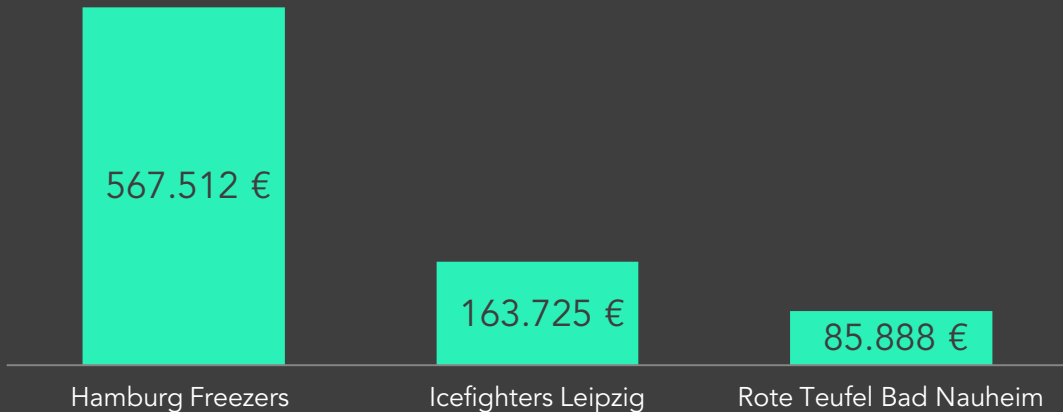 567.512 €
163.725 €
85.888 €
Hamburg Freezers
Icefighters Leipzig
Rote Teufel Bad Nauheim